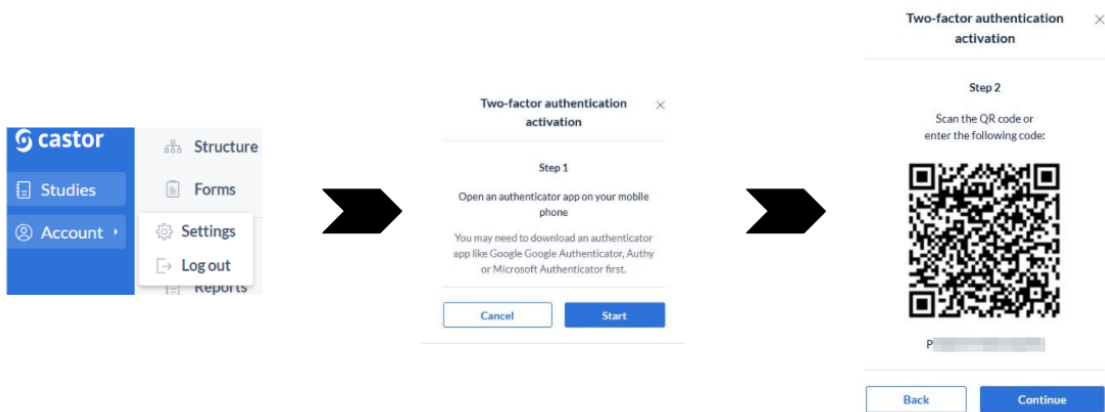 castor
Studies
Account
Structure
Forms
Settings
Log out
Reports
Two-factor authentication
activation
Step 1
Open an authenticator app on your mobile
phone
You may need to download an authenticator
app like Google Google Authenticator, Authy
or Microsoft Authenticator first.
Cancel
Start
Two-factor authentication
activation
Step 2
Scan the QR code or
enter the following code:
P
Back
Continue